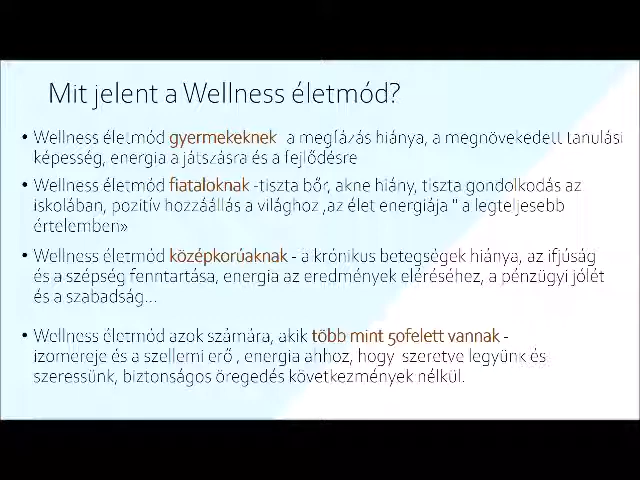 Mit jelent a Wellness életmód?
• Wellness életmód gyermekeknek a megfázás hiánya, a megnövekedett tanulási
képesség, energia a játszásra és a fejlődésre
• Wellness életmód fiataloknak -tiszta bőr, akne hiány, tiszta gondolkodás az
iskolában, pozitív hozzáállás a világhoz ,az élet energiája " a legteljesebb
értelemben»
• Wellness életmód középkorúaknak - a krónikus betegségek hiánya, az ifjúság
és a szépség fenntartása, energia az eredmények eléréséhez, a pénzügyi jólét
és a szabadság...
• Wellness életmód azok számára, akik több mint 50felett vannak -
izomereje és a szellemi erő , energia ahhoz, hogy szeretve legyünk és
szeressünk, biztonságos öregedés következmények nélkül.